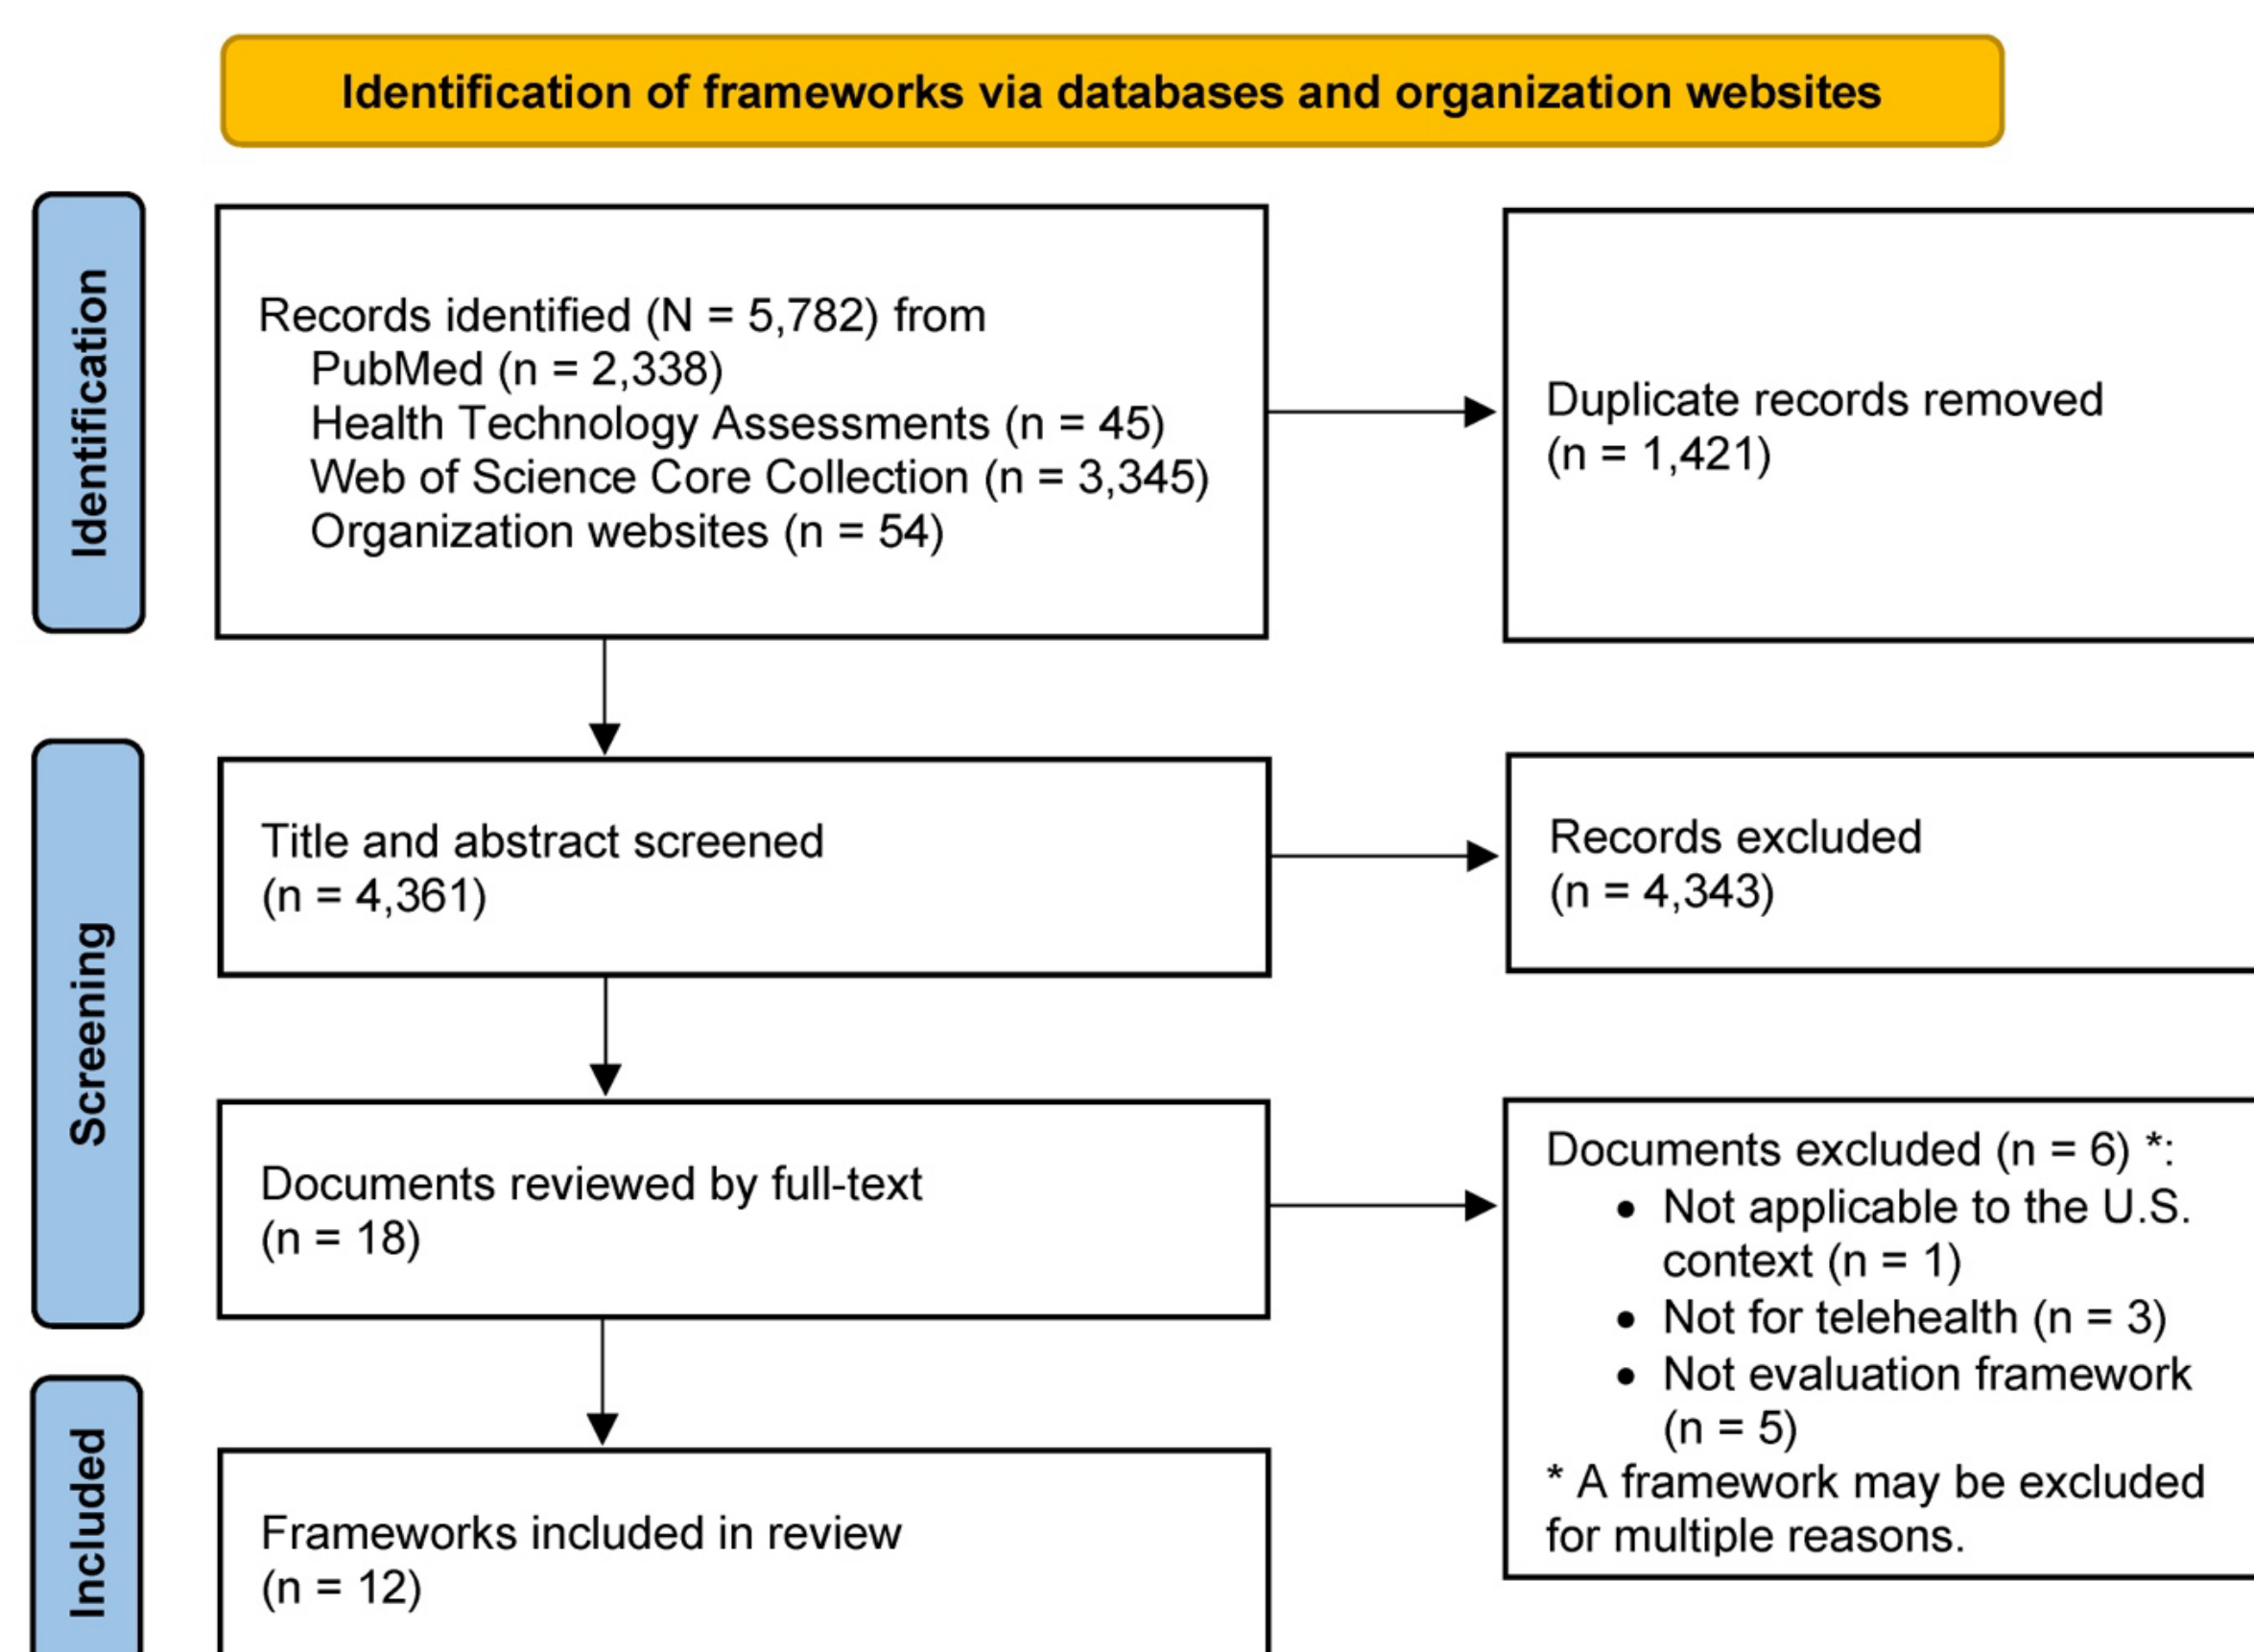 Identification of frameworks via databases and organization websites
Identification
Records identified (N = 5,782) from
PubMed (n = 2,338)
Health Technology Assessments (n = 45)
Web of Science Core Collection (n = 3,345)
Organization websites (n = 54)
Duplicate records removed
(n = 1,421)
Screening
Title and abstract screened
(n = 4,361)
Records excluded
(n = 4,343)
Documents reviewed by full-text
(n = 18)
Documents excluded (n = 6) *:
• Not applicable to the U.S.
context (n = 1)
• Not for telehealth (n = 3)
• Not evaluation framework
(n = 5)
* A framework may be excluded
for multiple reasons.
Included
Frameworks included in review
(n = 12)